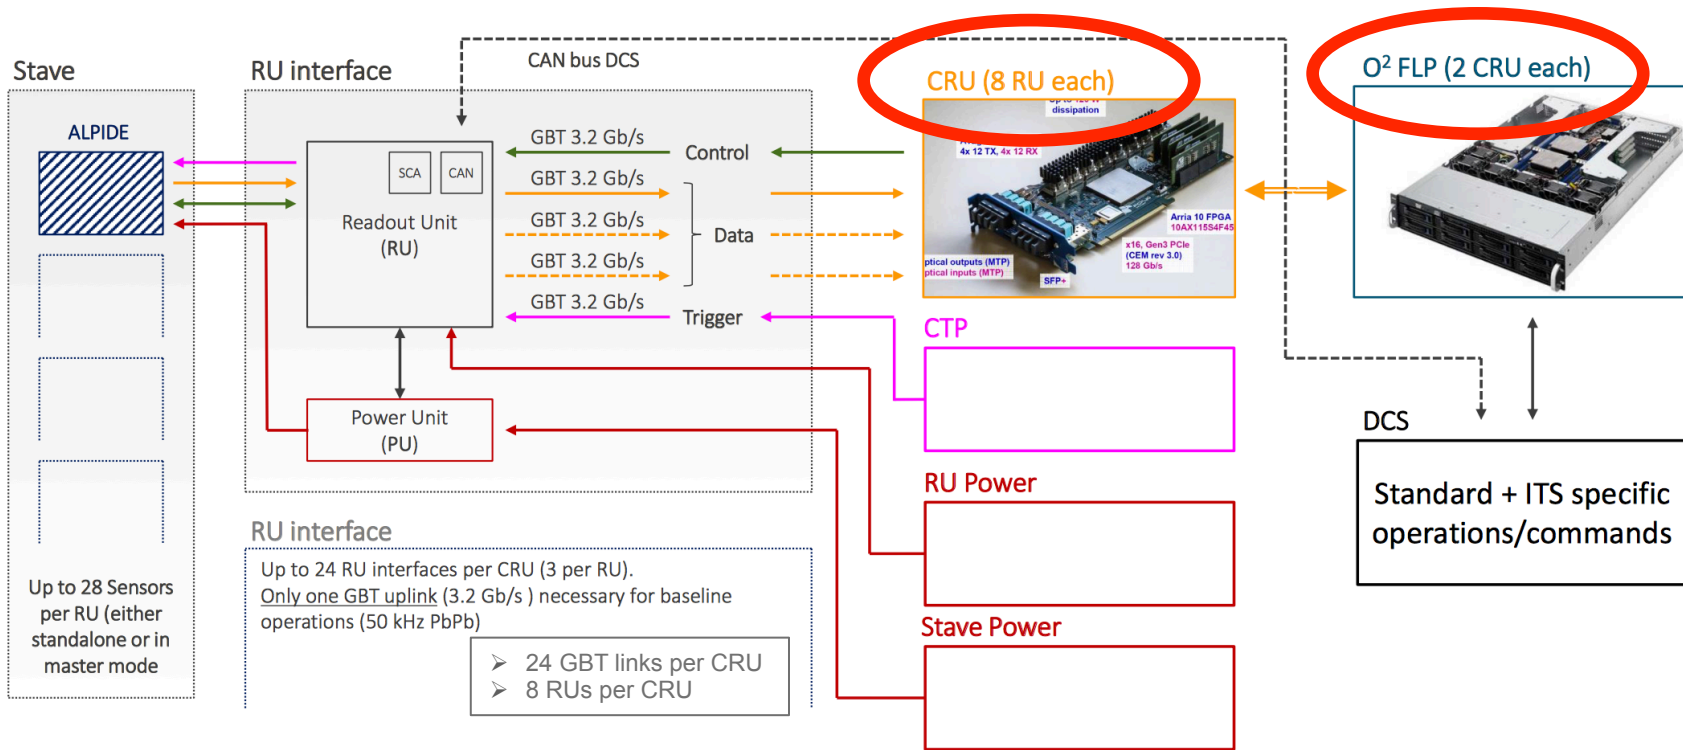 Stave
ALPIDE
Up to 28 Sensors
per RU (either
standalone or in
master mode
RU interface
CAN bus DCS
SCA
CAN
Readout Unit
(RU)
GBT 3.2 Gb/s
Control
GBT 3.2 Gb/s
GBT 3.2 Gb/s
Data
GBT 3.2 Gb/s
GBT 3.2 Gb/s
Trigger
Power Unit
(PU)
RU interface
Up to 24 RU interfaces per CRU (3 per RU).
Only one GBT uplink (3.2 Gb/s ) necessary for baseline
operations (50 kHz PbPb)
➢ 24 GBT links per CRU
➢ 8 RUs per CRU
CRU (8 RU each)
dissipation
4x 12 TX, 4x 12 RX
Arria 10 FPGA
10AX115S4F45
x16, Gen3 PCIe
(CEM rev 3.0)
128 Gb/s
ptical outputs (MTP)
ptical inputs (MTP)
SFP+
CTP
RU Power
Stave Power
O² FLP (2 CRU each)
DCS
Standard + ITS specific
operations/commands